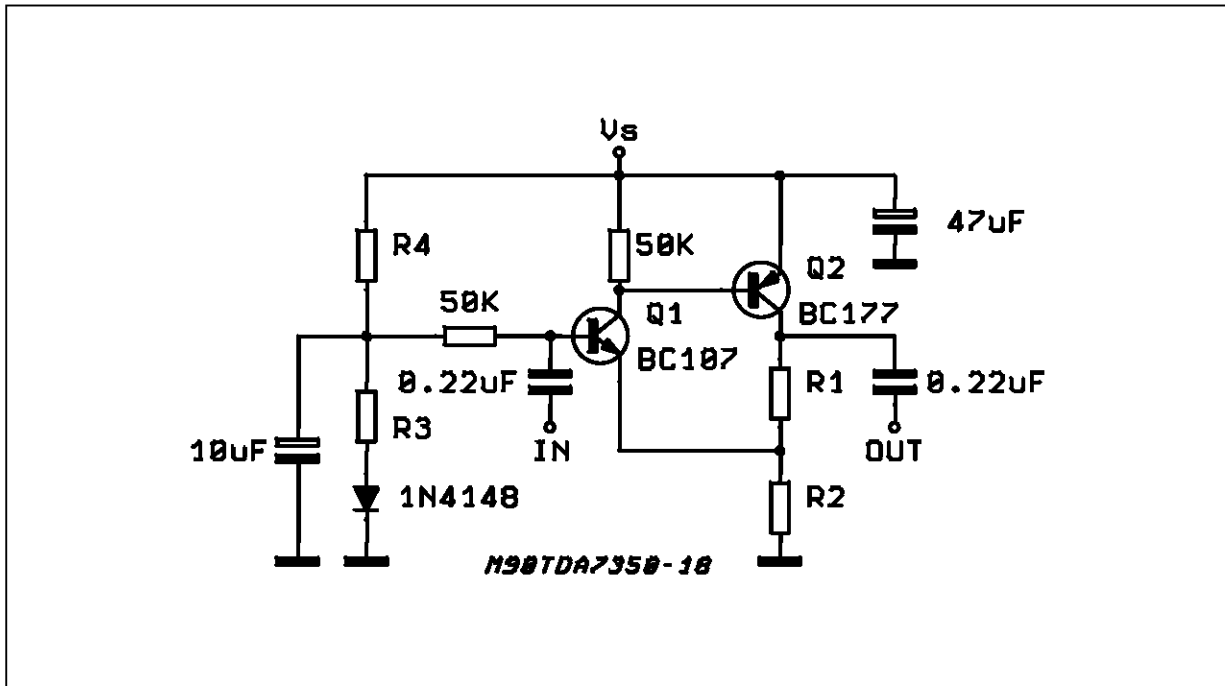 Vs
R4
50K
Q2
47uF
50K
Q1
BC177
BC107
0.22uF
R1
0.22uF
R3
10uF
IN
OUT
1N4148
R2
M90TDA7350-18